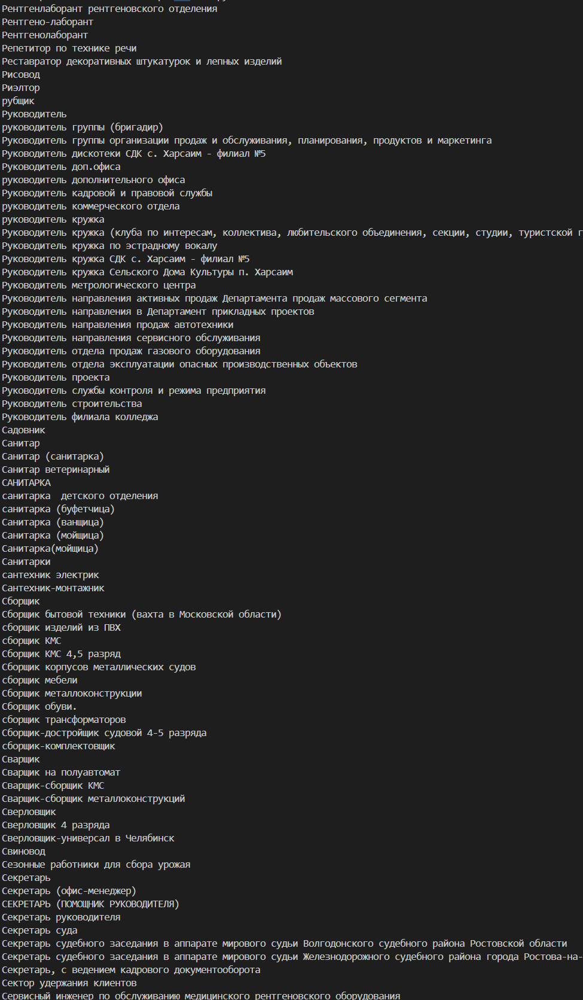 Рентгенлаборант рентгеновского отделения
Рентгено-лаборант
Рентгенолаборант
Репетитор по технике речи
Реставратор декоративных штукатурок и лепных изделий
Рисовод
Риэлтор
рубщик
Руководитель
руководитель группы (бригадир)
Руководитель группы организации продаж и обслуживания, планирования, продуктов и маркетинга
Руководитель дискотеки СДК с. Харсаим - филиал №5
Руководитель доп.офиса
руководитель дополнительного офиса
Руководитель кадровой и правовой службы
руководитель коммерческого отдела
руководитель кружка
Руководитель кружка (клуба по интересам, коллектива, любительского объединения, секции, студии, туристской г
Руководитель кружка по эстрадному вокалу
Руководитель кружка СДК с. Харсаим - филиал №5
Руководитель кружка Сельского Дома Культуры п. Харсаим
Руководитель метрологического центра
Руководитель направления активных продаж Департамента продаж массового сегмента
Руководитель направления в Департамент прикладных проектов
Руководитель направления продаж автотехники
Руководитель направления сервисного обслуживания
Руководитель отдела продаж газового оборудования
Руководитель отдела эксплуатации опасных производственных объектов
Руководитель проекта
Руководитель службы контроля и режима предприятия
Руководитель строительства
Руководитель филиала колледжа
Садовник
Санитар
Санитар (санитарка)
Санитар ветеринарный
САНИТАРКА
санитарка  детского отделения
санитарка (буфетчица)
Санитарка (ванщица)
Санитарка (мойщица)
Санитарка(мойщица)
Санитарки
сантехник электрик
Сантехник-монтажник
Сборщик
Сборщик бытовой техники (вахта в Московской области)
сборщик изделий из ПВХ
сборщик КМС
Сборщик КМС 4,5 разряд
Сборщик корпусов металлических судов
сборщик мебели
Сборщик металлоконструкции
Сборщик обуви.
сборщик трансформаторов
Сборщик-достройщик судовой 4-5 разряда
сборщик-комплектовщик
Сварщик
Сварщик на полуавтомат
Сварщик-сборщик КМС
Сварщик-сборщик металлоконструкций
Сверловщик
Сверловщик 4 разряда
Сверловщик-универсал в Челябинск
Свиновод
Сезонные работники для сбора урожая
Секретарь
Секретарь (офис-менеджер)
СЕКРЕТАРЬ (ПОМОЩНИК РУКОВОДИТЕЛЯ)
Секретарь руководителя
Секретарь суда
Секретарь судебного заседания в аппарате мирового судьи Волгодонского судебного района Ростовской области
Секретарь судебного заседания в аппарате мирового судьи Железнодорожного судебного района города Ростова-на-
Секретарь, с ведением кадрового документооборота
Сектор удержания клиентов
Сервисный инженер по обслуживанию медицинского рентгеновского оборудования